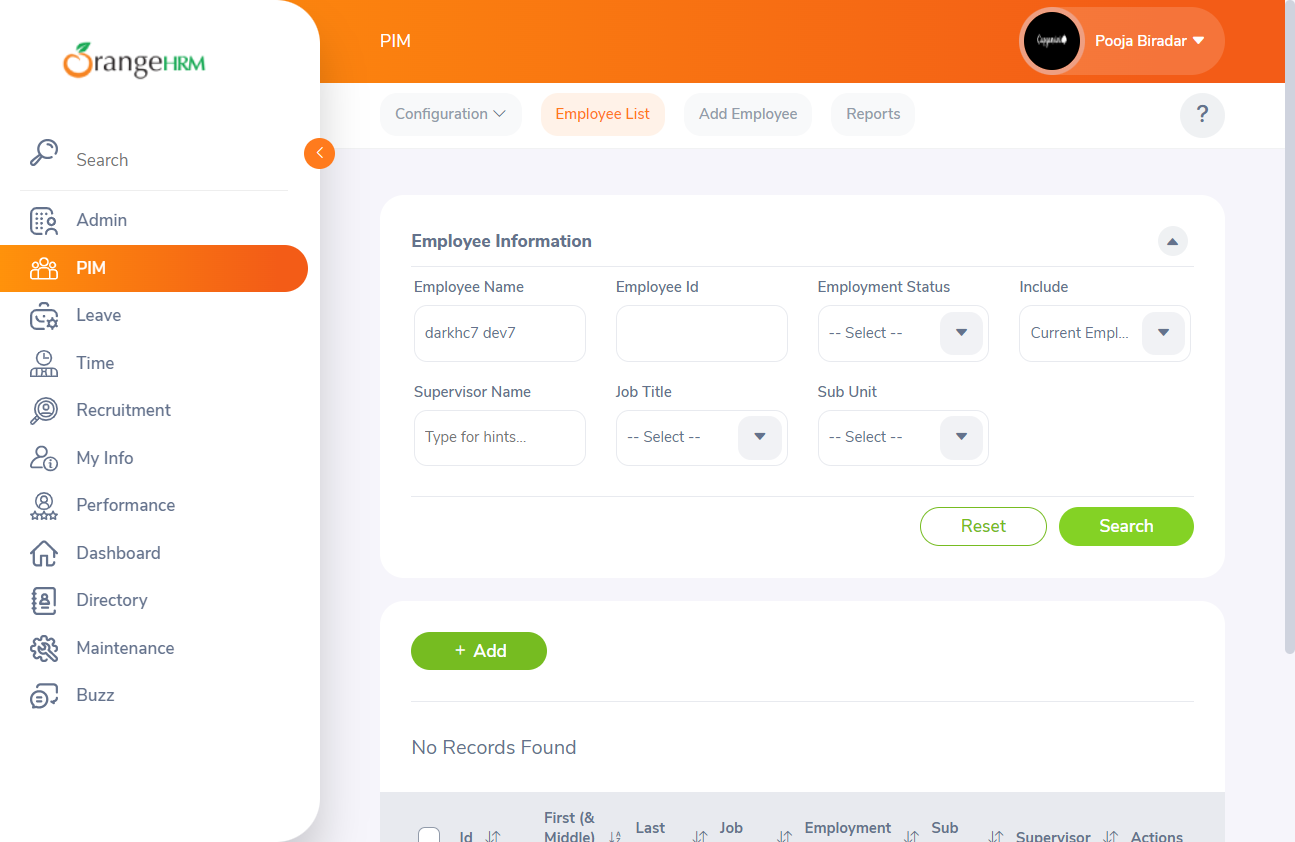 OrangeHRM
PIM
Pooja Biradar
Configuration
Employee List
Add Employee
Reports
?
Search
Admin
PIM
Leave
Time
Recruitment
My Info
Performance
Dashboard
Directory
Maintenance
Buzz
Employee Information
Employee Name
Employee Id
Employment Status
Include
darkhc7 dev7
-- Select --
Current Empl...
Supervisor Name
Job Title
Sub Unit
Type for hints...
-- Select --
-- Select --
Reset
Search
+ Add
No Records Found
Id
First (& Middle)
Last
Job
Employment
Sub
Supervisor
Actions